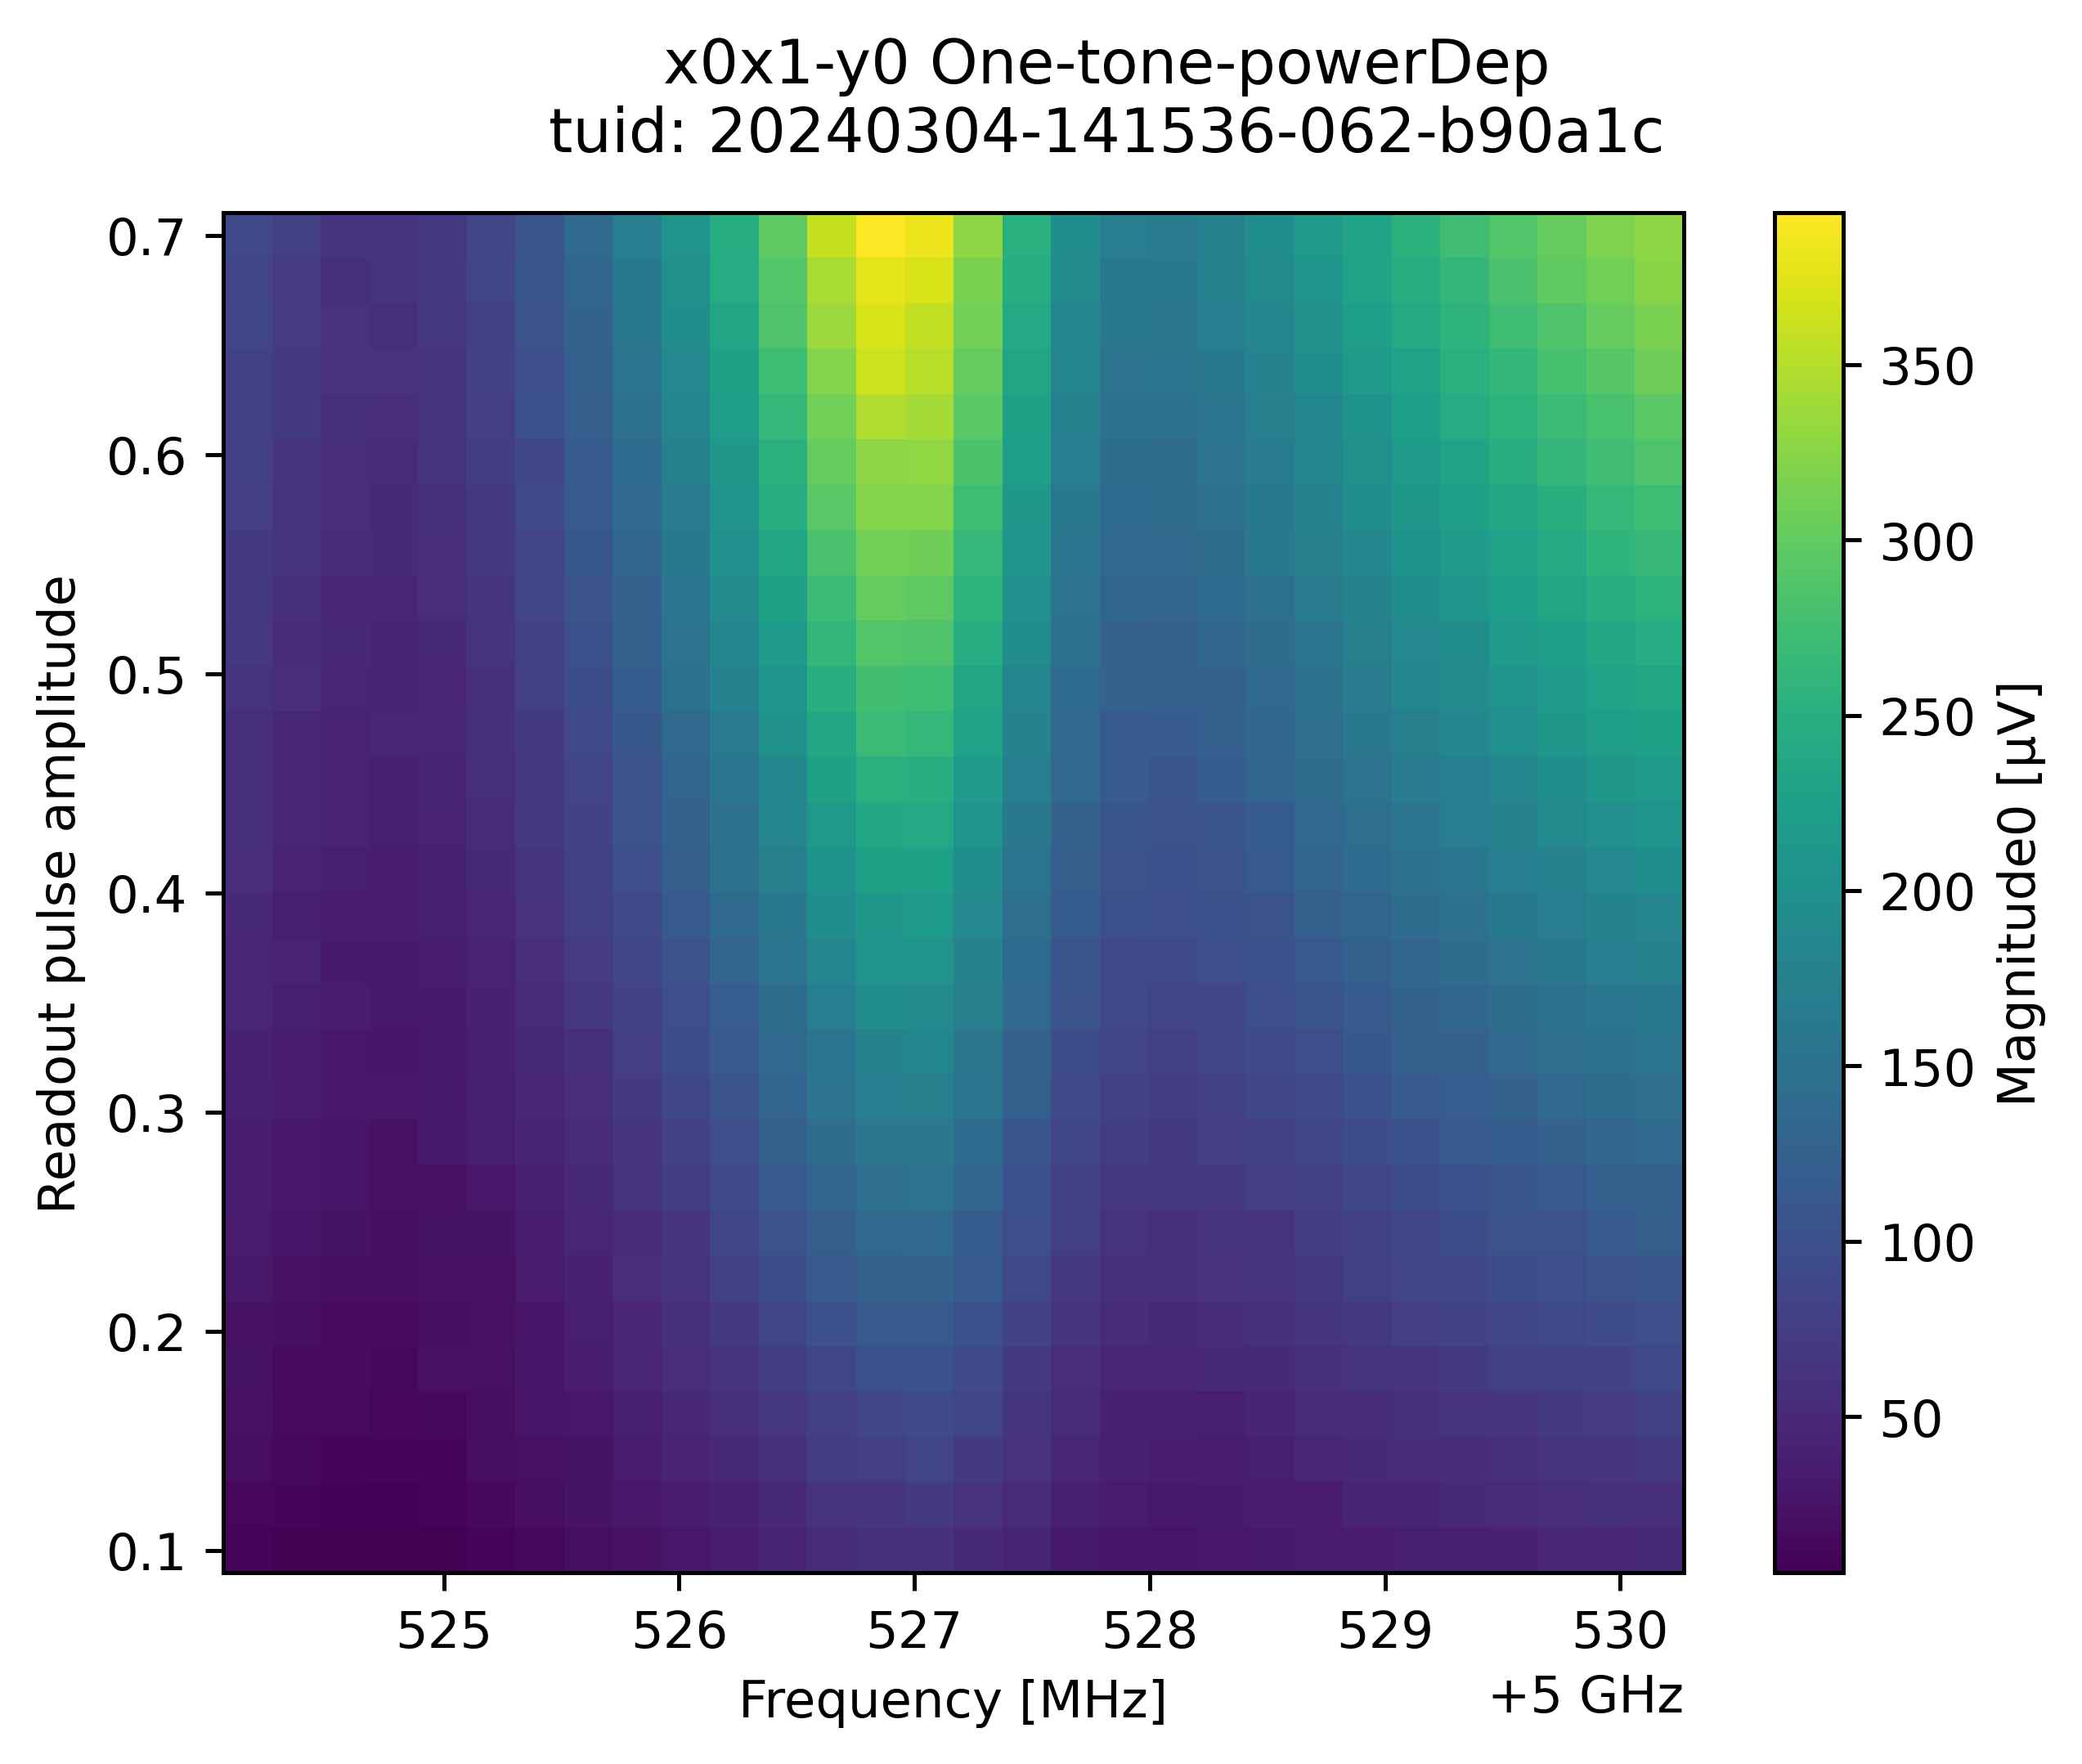 x0x1-y0 One-tone-powerDep
tuid: 20240304-141536-062-b90a1c
0.7
0.6
0.5
0.4
0.3
0.2
0.1
Readout pulse amplitude
525 526 527 528 529 530
Frequency [MHz]
+5 GHz
350
300
250
200
150
100
50
Magnitude0 [µV]